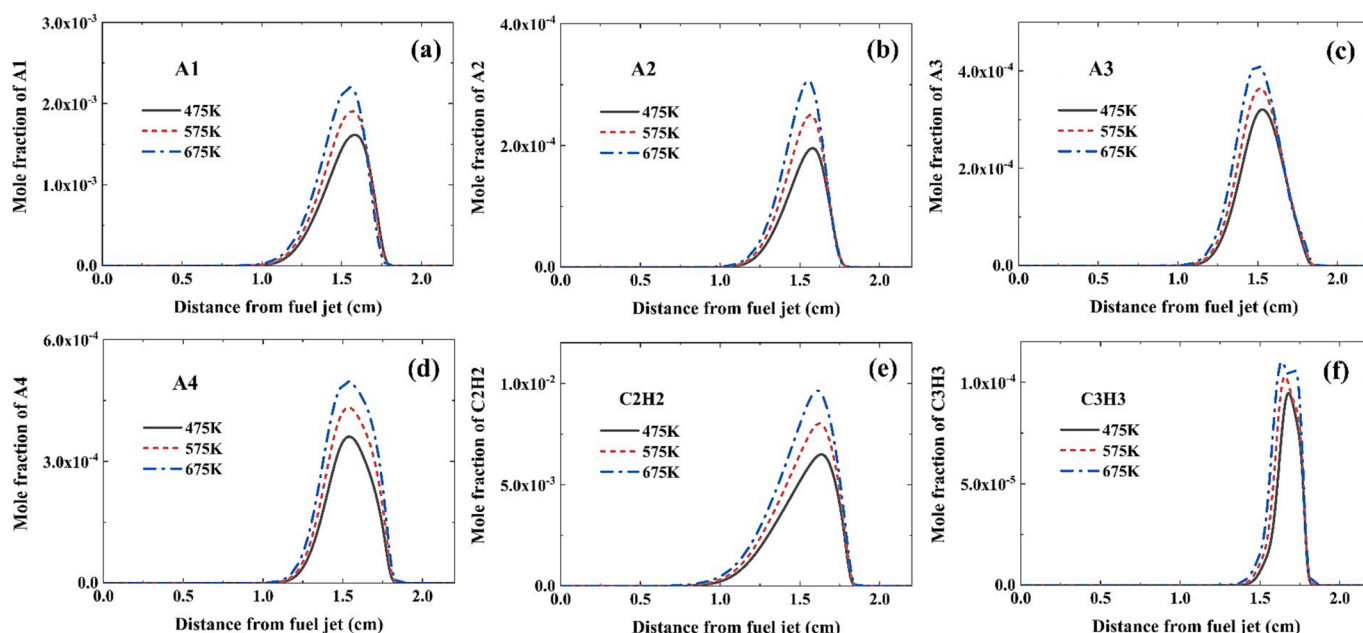 (a)
A1
475K
575K
675K
Mole fraction of A1
3.0x10-3
2.0x10-3
1.0x10-3
0.0
0.0 0.5 1.0 1.5 2.0
Distance from fuel jet (cm)
(b)
A2
475K
575K
675K
Mole fraction of A2
4.0x10-4
2.0x10-4
0.0
0.0 0.5 1.0 1.5 2.0
Distance from fuel jet (cm)
(c)
A3
475K
575K
675K
Mole fraction of A3
4.0x10-4
2.0x10-4
0.0
0.0 0.5 1.0 1.5 2.0
Distance from fuel jet (cm)
(d)
A4
475K
575K
675K
Mole fraction of A4
6.0x10-4
3.0x10-4
0.0
0.0 0.5 1.0 1.5 2.0
Distance from fuel jet (cm)
(e)
C2H2
475K
575K
675K
Mole fraction of C2H2
1.0x10-2
5.0x10-3
0.0
0.0 0.5 1.0 1.5 2.0
Distance from fuel jet (cm)
(f)
C3H3
475K
575K
675K
Mole fraction of C3H3
1.0x10-4
5.0x10-5
0.0
0.0 0.5 1.0 1.5 2.0
Distance from fuel jet (cm)